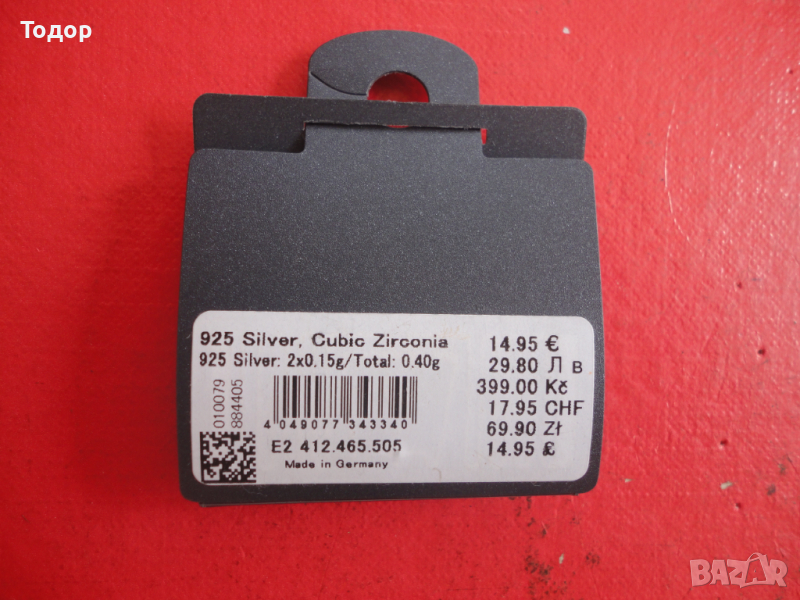 Тодор
925 Silver, Cubic Zirconia
925 Silver: 2x0.15g/Total: 0.40g
010079
884405
4 049077 343340
E2 412.465.505
Made in Germany
14.95 €
29.80 Л в
399.00 Kč
17.95 CHF
69.90 Zł
14.95 £
BAZAR